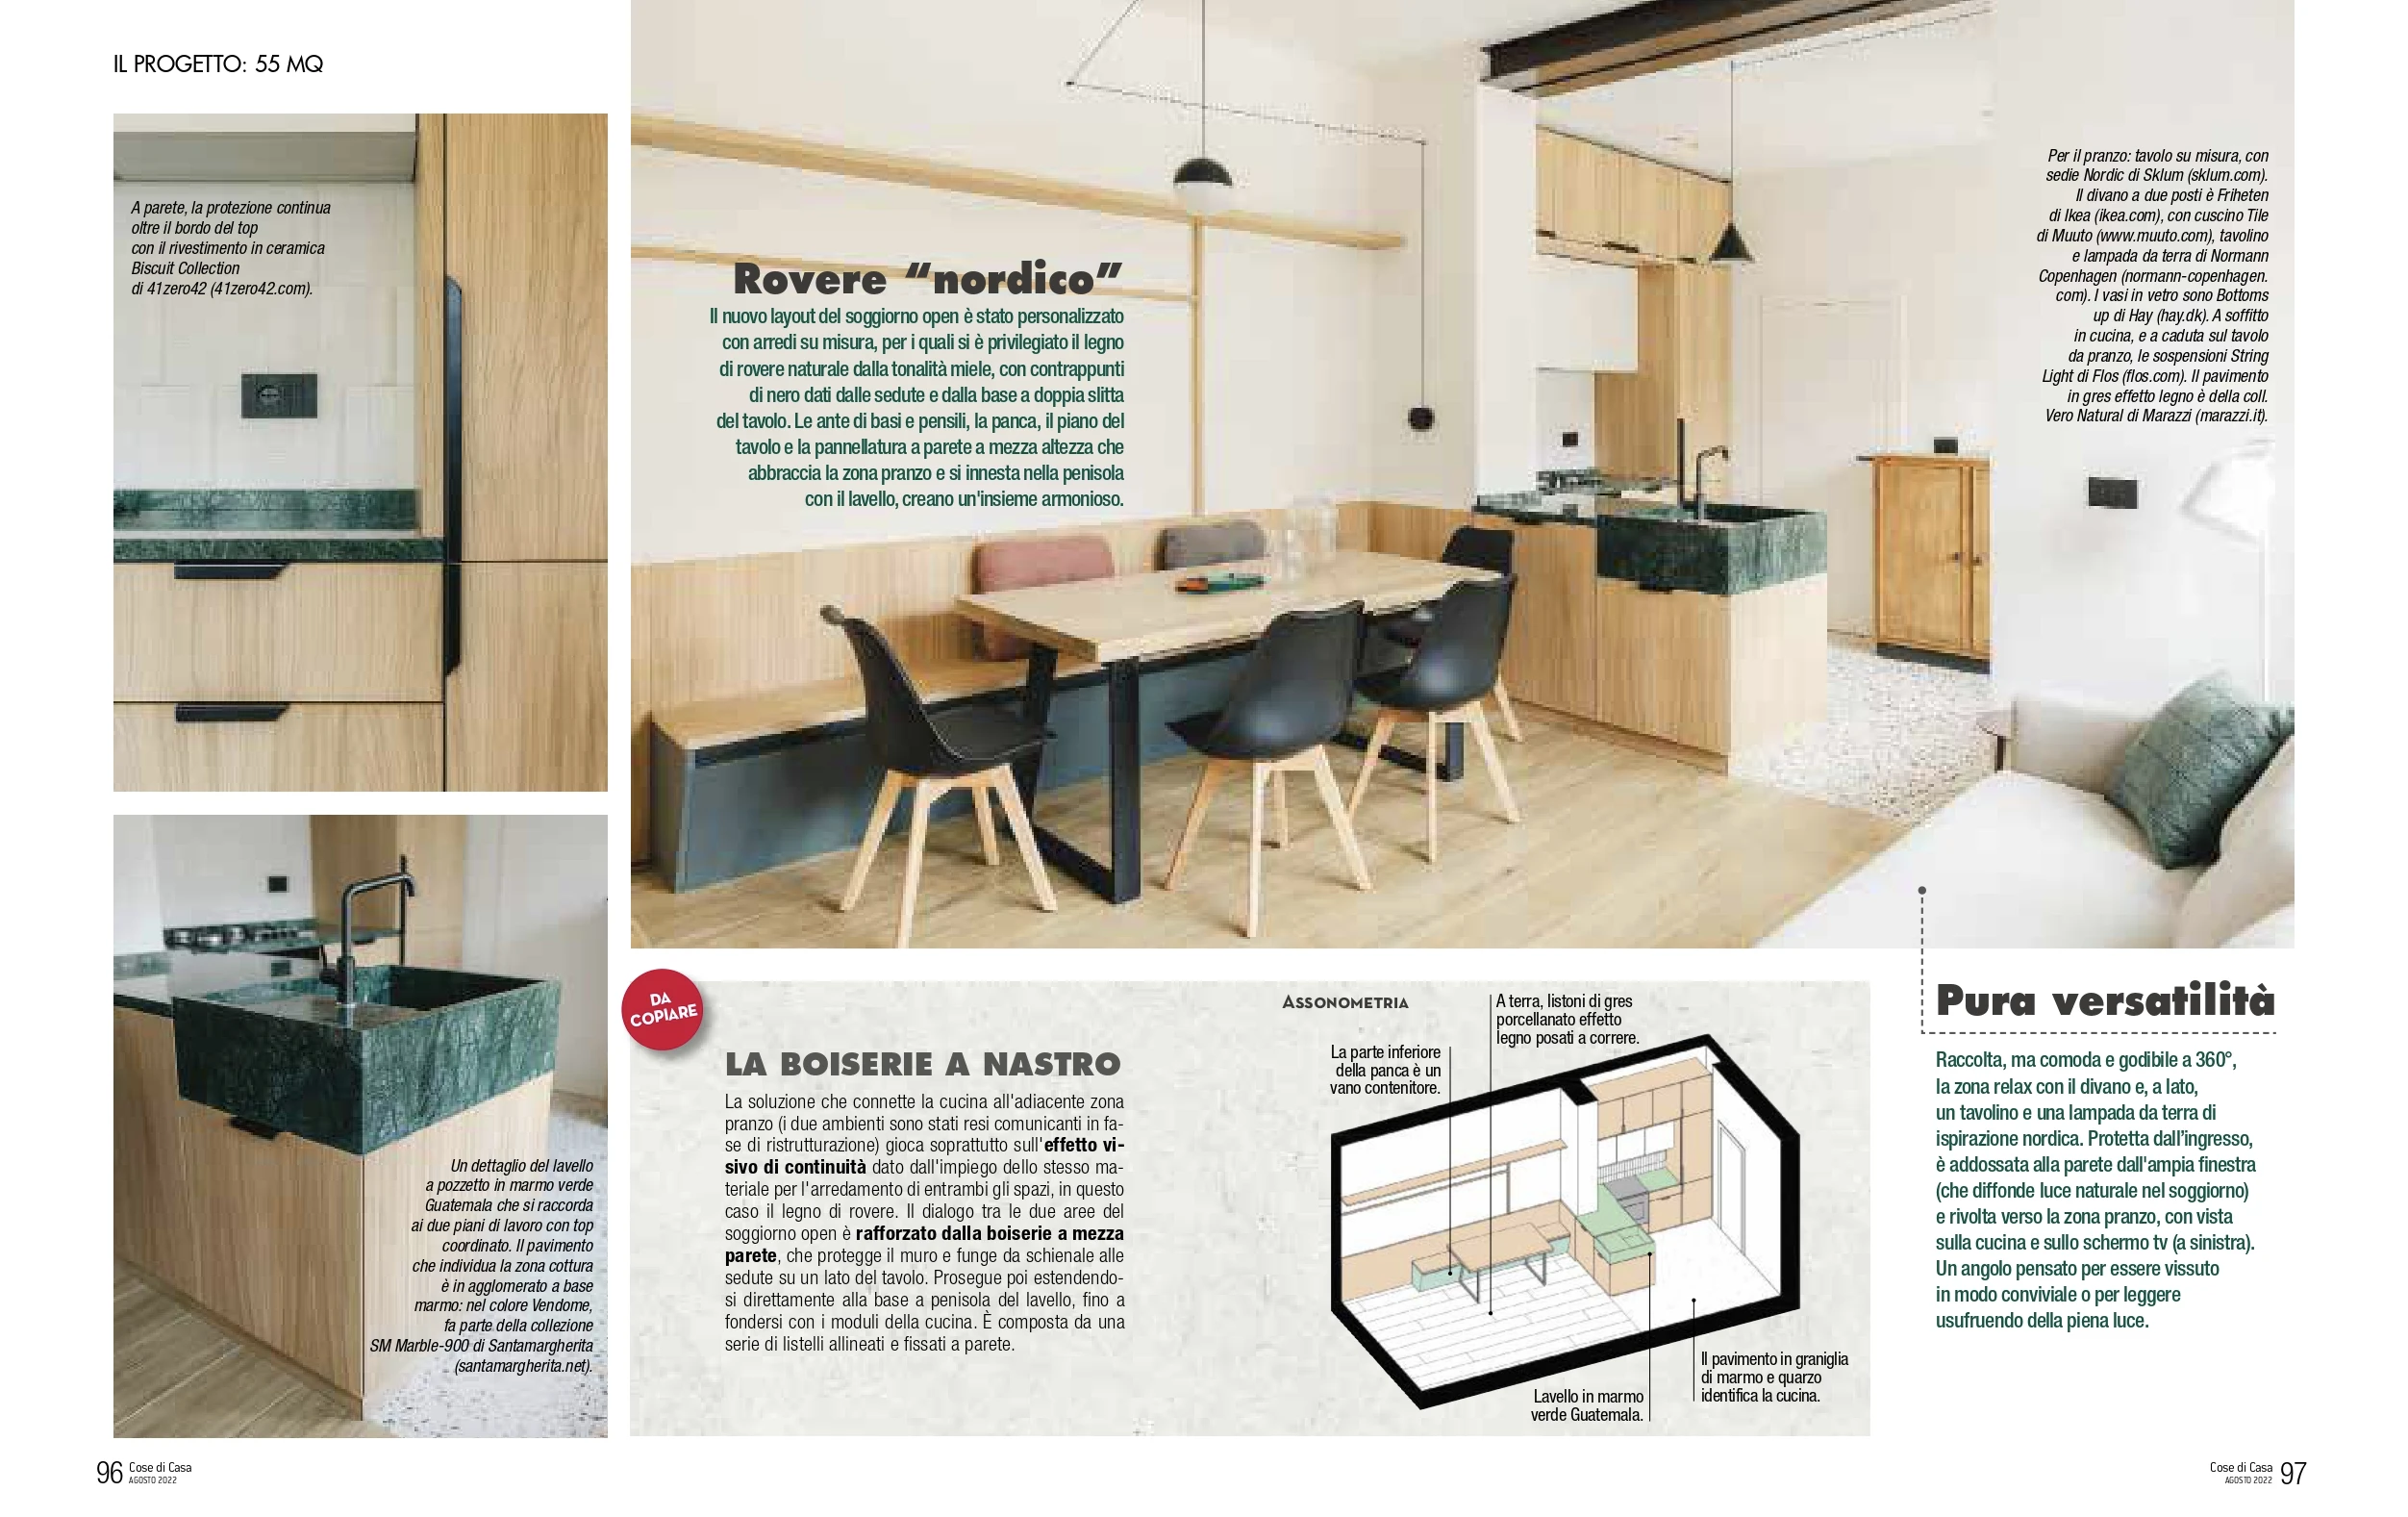 IL PROGETTO: 55 MQ
A parete, la protezione continua
oltre il bordo del top
con il rivestimento in ceramica
Biscuit Collection
di 41zero42 (41zero42.com).
Un dettaglio del lavello
a pozzetto in marmo verde
Guatemala che si raccorda
ai due piani di lavoro con top
coordinato. Il pavimento
che individua la zona cottura
è in agglomerato a base
marmo: nel colore Vendome,
fa parte della collezione
SM Marble-900 di Santamargherita
(santamargherita.net).
Rovere “nordico”
Il nuovo layout del soggiorno open è stato personalizzato
con arredi su misura, per i quali si è privilegiato il legno
di rovere naturale dalla tonalità miele, con contrappunti
di nero dati dalle sedute e dalla base a doppia slitta
del tavolo. Le ante di basi e pensili, la panca, il piano del
tavolo e la pannellatura a parete a mezza altezza che
abbraccia la zona pranzo e si innesta nella penisola
con il lavello, creano un'insieme armonioso.
Per il pranzo: tavolo su misura, con
sedie Nordic di Sklum (sklum.com).
Il divano a due posti è Friheten
di Ikea (ikea.com), con cuscino Tile
di Muuto (www.muuto.com), tavolino
e lampada da terra di Normann
Copenhagen (normann-copenhagen.
com). I vasi in vetro sono Bottoms
up di Hay (hay.dk). A soffitto
in cucina, e a caduta sul tavolo
da pranzo, le sospensioni String
Light di Flos (flos.com). Il pavimento
in gres effetto legno è della coll.
Vero Natural di Marazzi (marazzi.it).
DA
COPIARE
LA BOISERIE A NASTRO
La soluzione che connette la cucina all'adiacente zona
pranzo (i due ambienti sono stati resi comunicanti in fa-
se di ristrutturazione) gioca soprattutto sull'effetto vi-
sivo di continuità dato dall'impiego dello stesso ma-
teriale per l'arredamento di entrambi gli spazi, in questo
caso il legno di rovere. Il dialogo tra le due aree del
soggiorno open è rafforzato dalla boiserie a mezza
parete, che protegge il muro e funge da schienale alle
sedute su un lato del tavolo. Prosegue poi estendendo-
si direttamente alla base a penisola del lavello, fino a
fondersi con i moduli della cucina. È composta da una
serie di listelli allineati e fissati a parete.
ASSONOMETRIA
A terra, listoni di gres
porcellanato effetto
legno posati a correre.
La parte inferiore
della panca è un
vano contenitore.
Lavello in marmo
verde Guatemala.
Il pavimento in graniglia
di marmo e quarzo
identifica la cucina.
Pura versatilità
Raccolta, ma comoda e godibile a 360°,
la zona relax con il divano e, a lato,
un tavolino e una lampada da terra di
ispirazione nordica. Protetta dall’ingresso,
è addossata alla parete dall'ampia finestra
(che diffonde luce naturale nel soggiorno)
e rivolta verso la zona pranzo, con vista
sulla cucina e sullo schermo tv (a sinistra).
Un angolo pensato per essere vissuto
in modo conviviale o per leggere
usufruendo della piena luce.
96 Cose di Casa
AGOSTO 2022
Cose di Casa 97
AGOSTO 2022